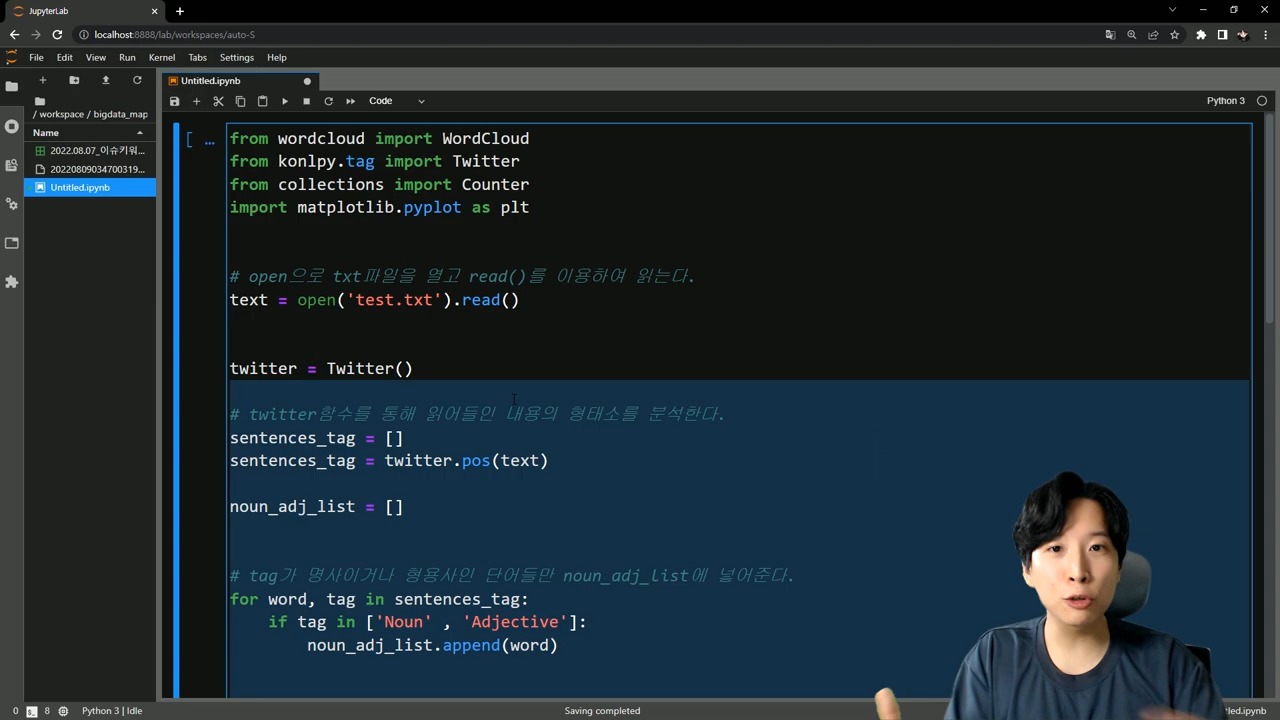 JupyterLab
localhost:8888/lab/workspaces/auto-S
File Edit View Run Kernel Tabs Settings Help
Untitled.ipynb
Code
Python 3
/ workspace / bigdata_map
Name
2022.08.07_이슈키워...
20220809034700319...
Untitled.ipynb
[ …
from wordcloud import WordCloud
from konlpy.tag import Twitter
from collections import Counter
import matplotlib.pyplot as plt
# open으로 txt파일을 열고 read()를 이용하여 읽는다.
text = open('test.txt').read()
twitter = Twitter()
# twitter함수를 통해 읽어들인 내용의 형태소를 분석한다.
sentences_tag = []
sentences_tag = twitter.pos(text)
noun_adj_list = []
# tag가 명사이거나 형용사인 단어들만 noun_adj_list에 넣어준다.
for word, tag in sentences_tag:
if tag in ['Noun' , 'Adjective']:
noun_adj_list.append(word)
0 8 Python 3 | Idle
Saving completed
led.ipynb